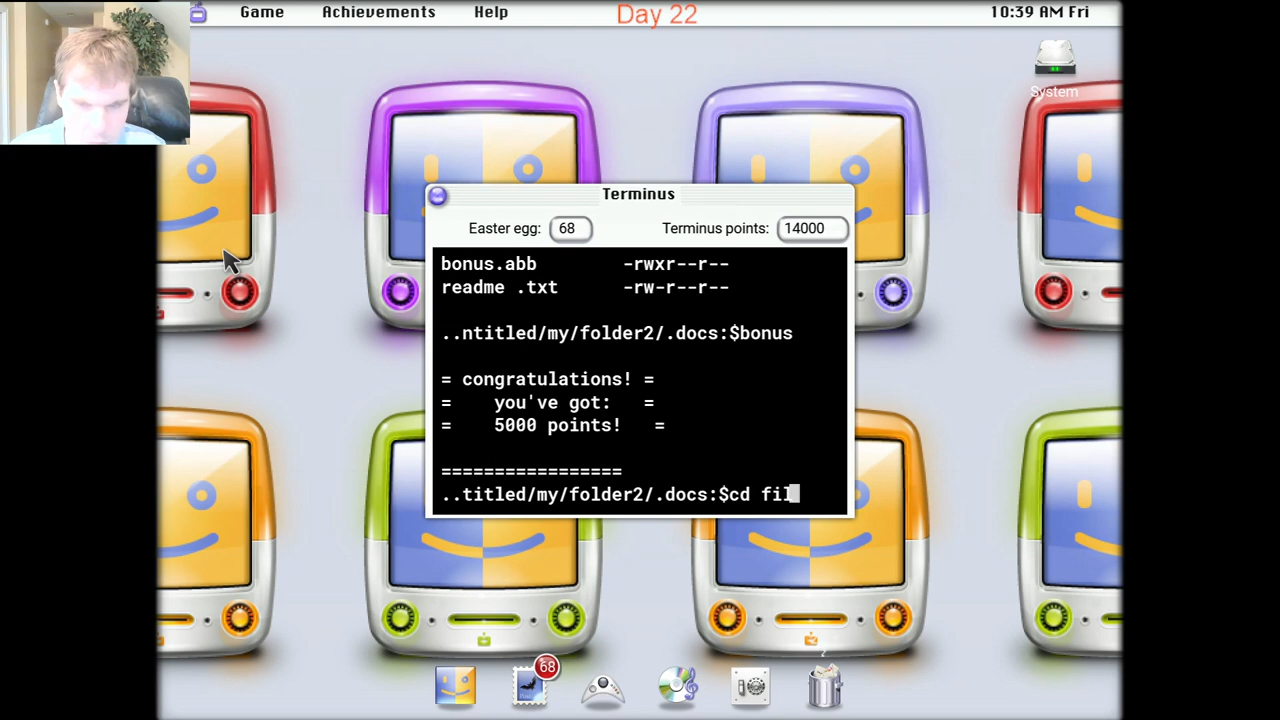 Game Achievements Help Day 22 10:39 AM Fri
System
Terminus
Easter egg: 68 Terminus points: 14000
bonus.abb -rwxr--r--
readme .txt -rw-r--r--
..ntitled/my/folder2/.docs:$bonus
= congratulations! =
= you've got: =
= 5000 points! =
=================
..titled/my/folder2/.docs:$cd fil
68